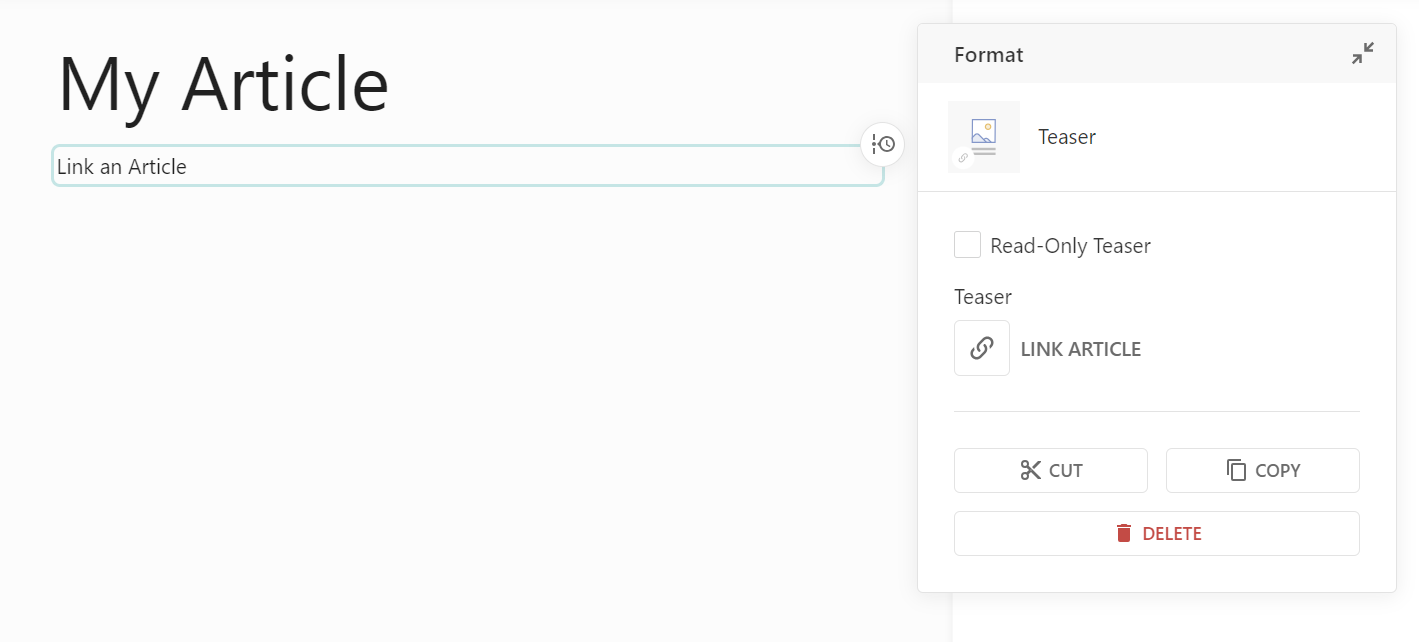 My Article
Link an Article
Format
Teaser
Read-Only Teaser
Teaser
LINK ARTICLE
CUT
COPY
DELETE